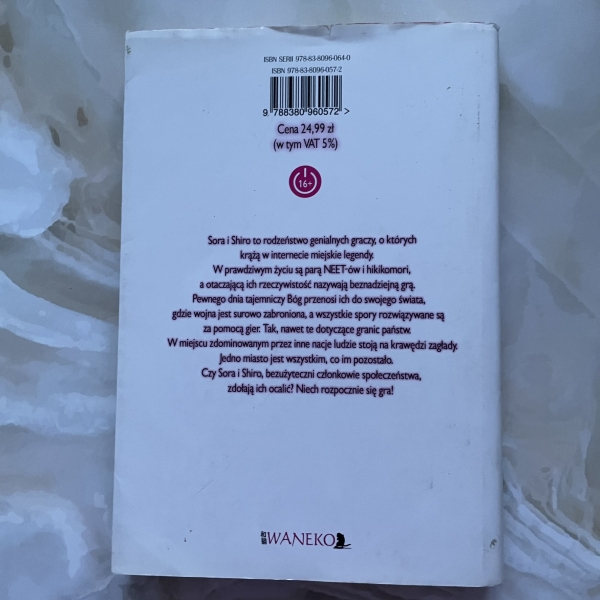 ISBN SERII 978-83-8096-064-0
ISBN 978-83-8096-057-2
9 788380 960572 >
Cena 24,99 zł
(w tym VAT 5%)
16+
Sora i Shiro to rodzeństwo genialnych graczy, o których
krążą w internecie miejskie legendy.
W prawdziwym życiu są parą NEET-ów i hikikomori,
a otaczającą ich rzeczywistość nazywają beznadziejną grą.
Pewnego dnia tajemniczy Bóg przenosi ich do swojego świata,
gdzie wojna jest surowo zabroniona, a wszystkie spory rozwiązywane są
za pomocą gier. Tak, nawet te dotyczące granic państw.
W miejscu zdominowanym przez inne nacje ludzie stoją na krawędzi zagłady.
Jedno miasto jest wszystkim, co im pozostało.
Czy Sora i Shiro, bezużyteczni członkowie społeczeństwa,
zdołają ich ocalić? Niech rozpocznie się gra!
和猫 WANEKO